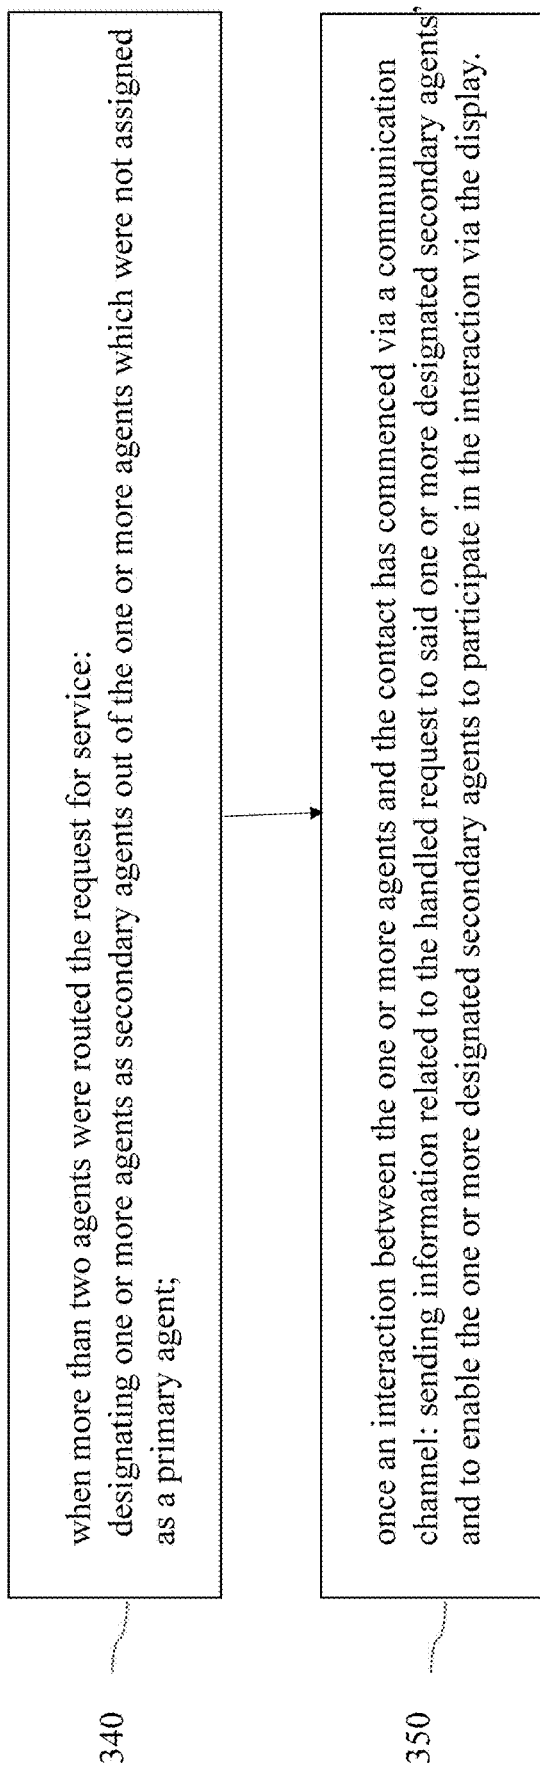 340
when more than two agents were routed the request for service:
designating one or more agents as secondary agents out of the one or more agents which were not assigned
as a primary agent;
350
once an interaction between the one or more agents and the contact has commenced via a communication
channel: sending information related to the handled request to said one or more designated secondary agents'
and to enable the one or more designated secondary agents to participate in the interaction via the display.